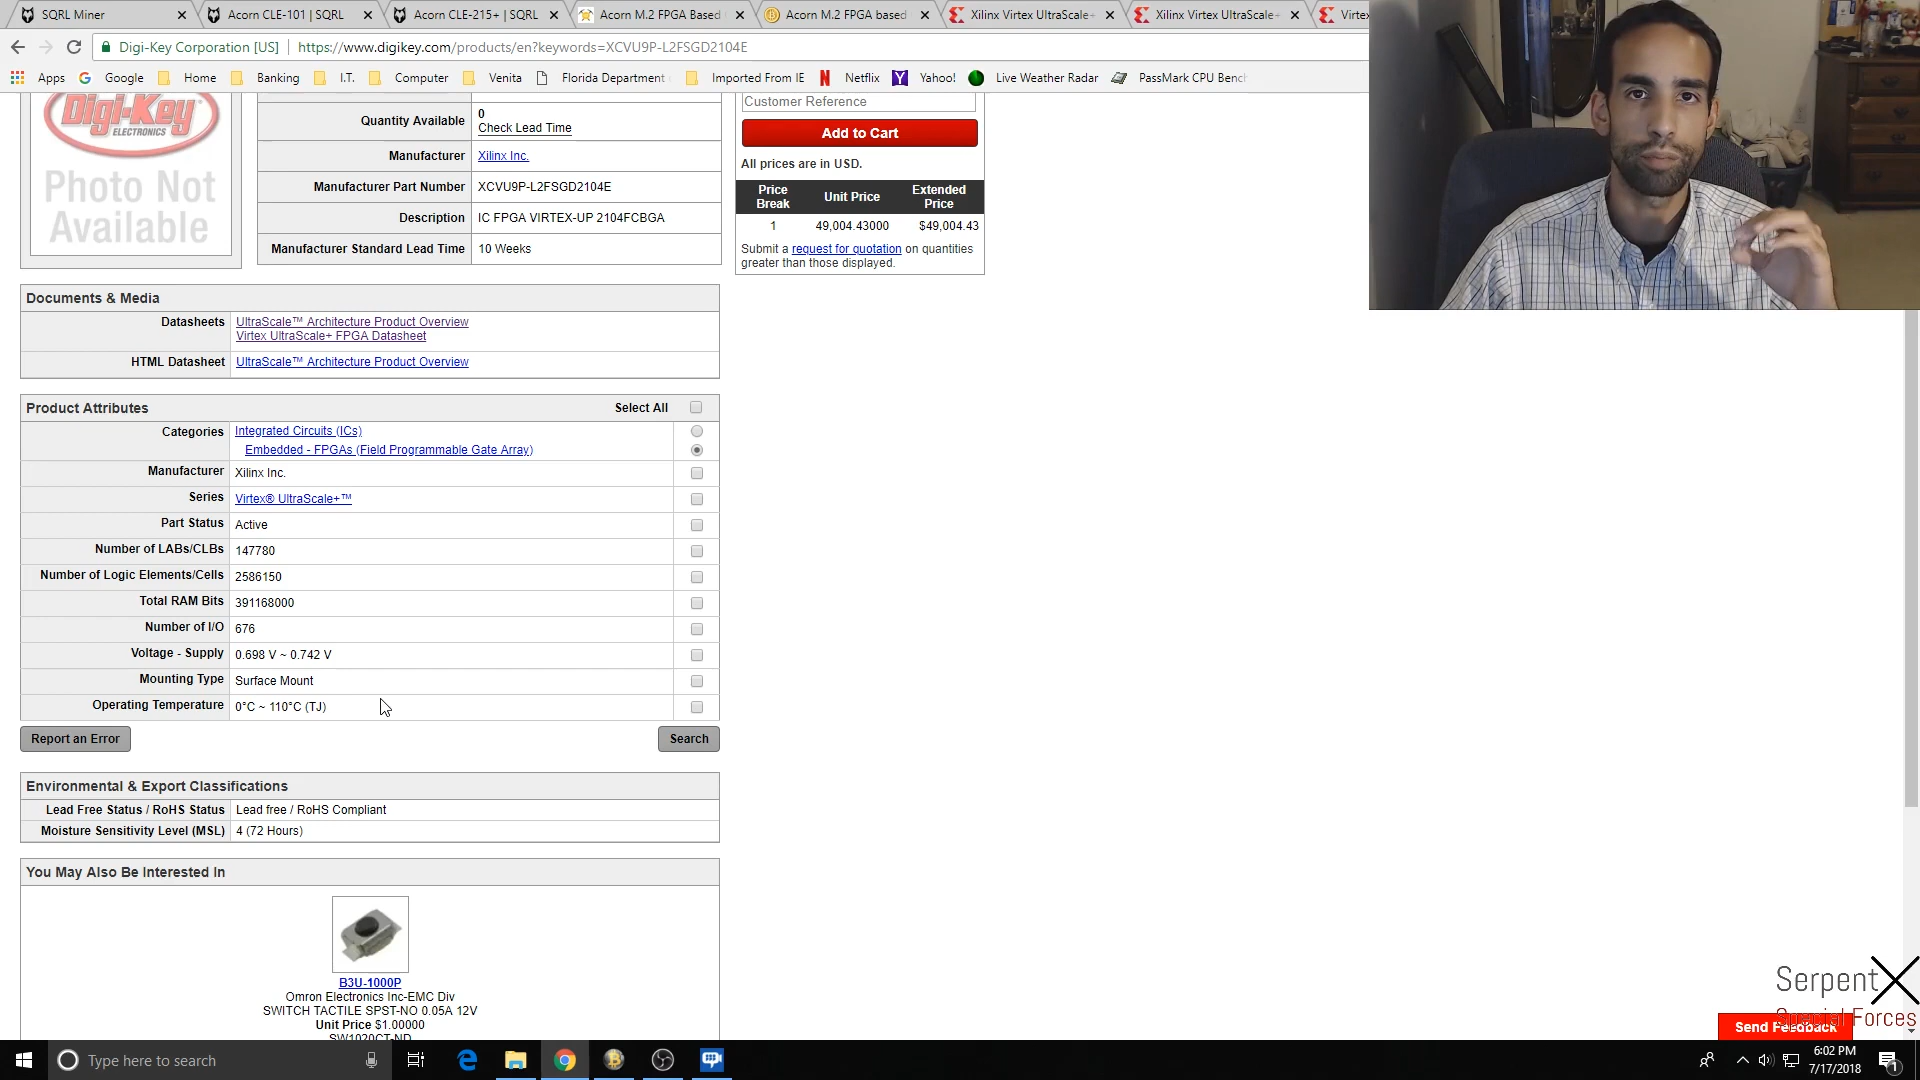 SQRL Miner
Acorn CLE-101 | SQRL
Acorn CLE-215+ | SQRL
Acorn M.2 FPGA Based
Acorn M.2 FPGA based
Xilinx Virtex UltraScale+
Xilinx Virtex UltraScale+
Virte
Digi-Key Corporation [US] | https://www.digikey.com/products/en?keywords=XCVU9P-L2FSGD2104E
Apps Google Home Banking I.T. Computer Venita Florida Department Imported From IE Netflix Yahoo! Live Weather Radar PassMark CPU Bench
Digi-Key
ELECTRONICS
Photo Not
Available
Quantity Available 0
Check Lead Time
Manufacturer Xilinx Inc.
Manufacturer Part Number XCVU9P-L2FSGD2104E
Description IC FPGA VIRTEX-UP 2104FCBGA
Manufacturer Standard Lead Time 10 Weeks
Customer Reference
Add to Cart
All prices are in USD.
Price Break Unit Price Extended Price
1 49,004.43000 $49,004.43
Submit a request for quotation on quantities
greater than those displayed.
Documents & Media
Datasheets UltraScale™ Architecture Product Overview
Virtex UltraScale+ FPGA Datasheet
HTML Datasheet UltraScale™ Architecture Product Overview
Product Attributes Select All
Categories Integrated Circuits (ICs)
Embedded - FPGAs (Field Programmable Gate Array)
Manufacturer Xilinx Inc.
Series Virtex® UltraScale+™
Part Status Active
Number of LABs/CLBs 147780
Number of Logic Elements/Cells 2586150
Total RAM Bits 391168000
Number of I/O 676
Voltage - Supply 0.698 V ~ 0.742 V
Mounting Type Surface Mount
Operating Temperature 0°C ~ 110°C (TJ)
Report an Error Search
Environmental & Export Classifications
Lead Free Status / RoHS Status Lead free / RoHS Compliant
Moisture Sensitivity Level (MSL) 4 (72 Hours)
You May Also Be Interested In
B3U-1000P
Omron Electronics Inc-EMC Div
SWITCH TACTILE SPST-NO 0.05A 12V
Unit Price $1.00000
SW1020CT-ND
Serpent X
Special Forces
Send Feedback
Type here to search
6:02 PM
7/17/2018
1